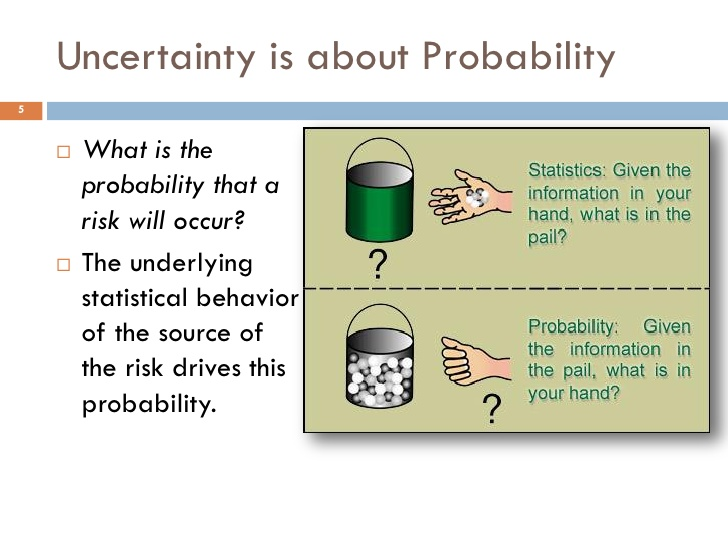 Uncertainty is about Probability
5
□ What is the
probability that a
risk will occur?
□ The underlying
statistical behavior
of the source of
the risk drives this
probability.
Statistics: Given the
information in your
hand, what is in the
pail?
?
Probability: Given
the information in
the pail, what is in
your hand?
?